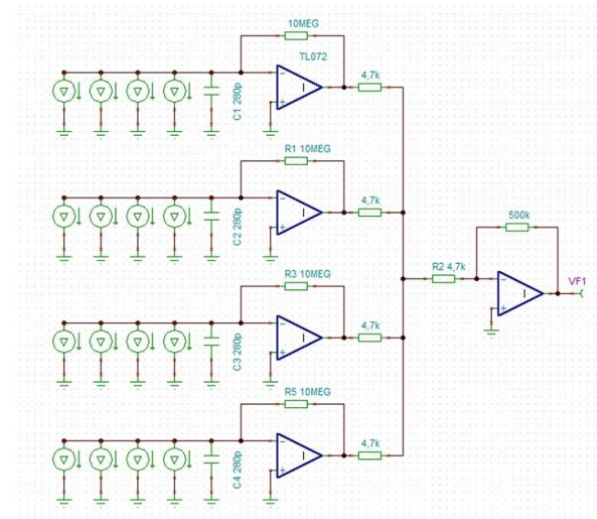 10MEG
TL072
4,7k
C1 280p
R1 10MEG
4,7k
C2 280p
500k
R2 4,7k
VF1
R3 10MEG
4,7k
C3 280p
R5 10MEG
4,7k
C4 280p